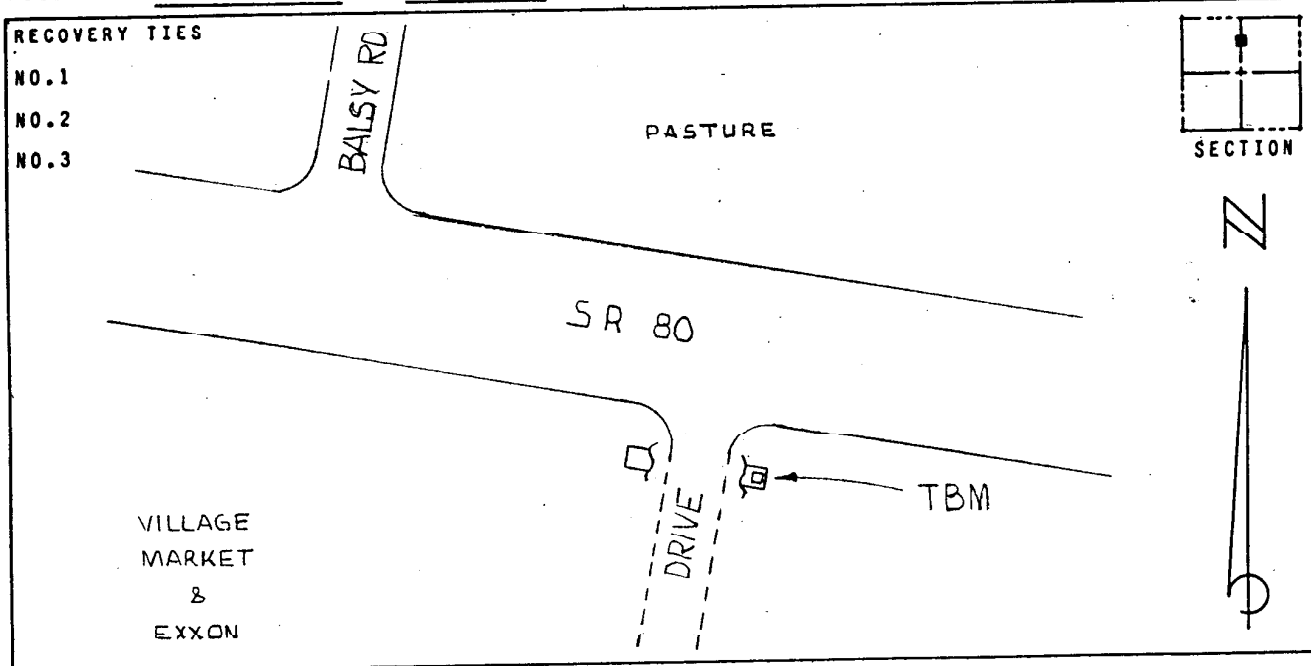 RECOVERY TIES
NO.1
NO.2
NO.3
BALSY RD
PASTURE
SECTION
N
SR 80
TBM
DRIVE
VILLAGE
MARKET
&
EXXON